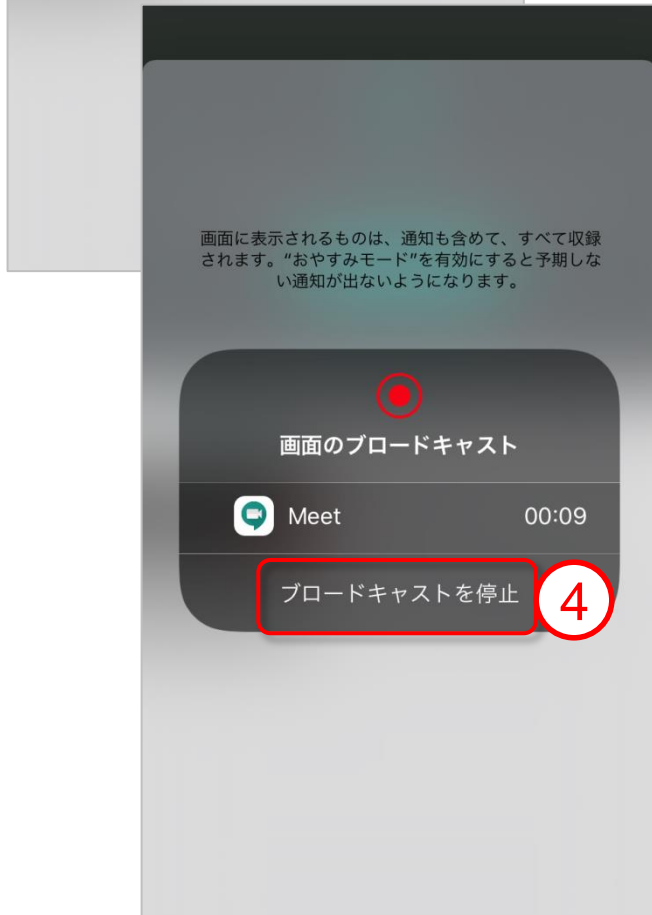 画面に表示されるものは、通知も含めて、すべて収録
されます。“おやすみモード”を有効にすると予期しな
い通知が出ないようになります。
画面のブロードキャスト
Meet 00:09
ブロードキャストを停止 4